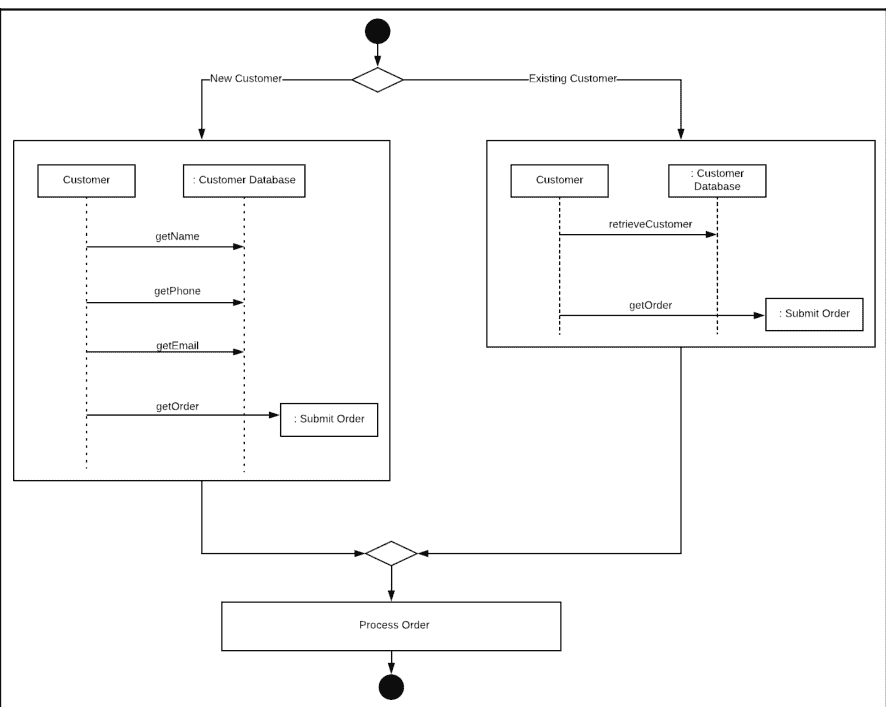 New Customer
Existing Customer
Customer
: Customer Database
getName
getPhone
getEmail
getOrder
: Submit Order
Customer
: Customer
Database
retrieveCustomer
getOrder
: Submit Order
Process Order